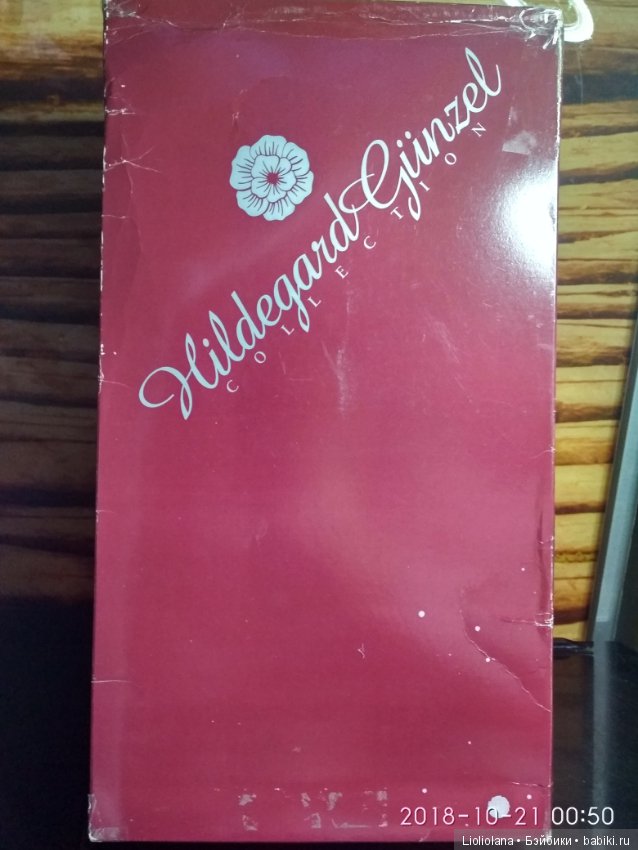 Hildegard Günzel
COLLECTION
2018-10-21 00:50
Lioliolana • Бэйбики • babiki.ru